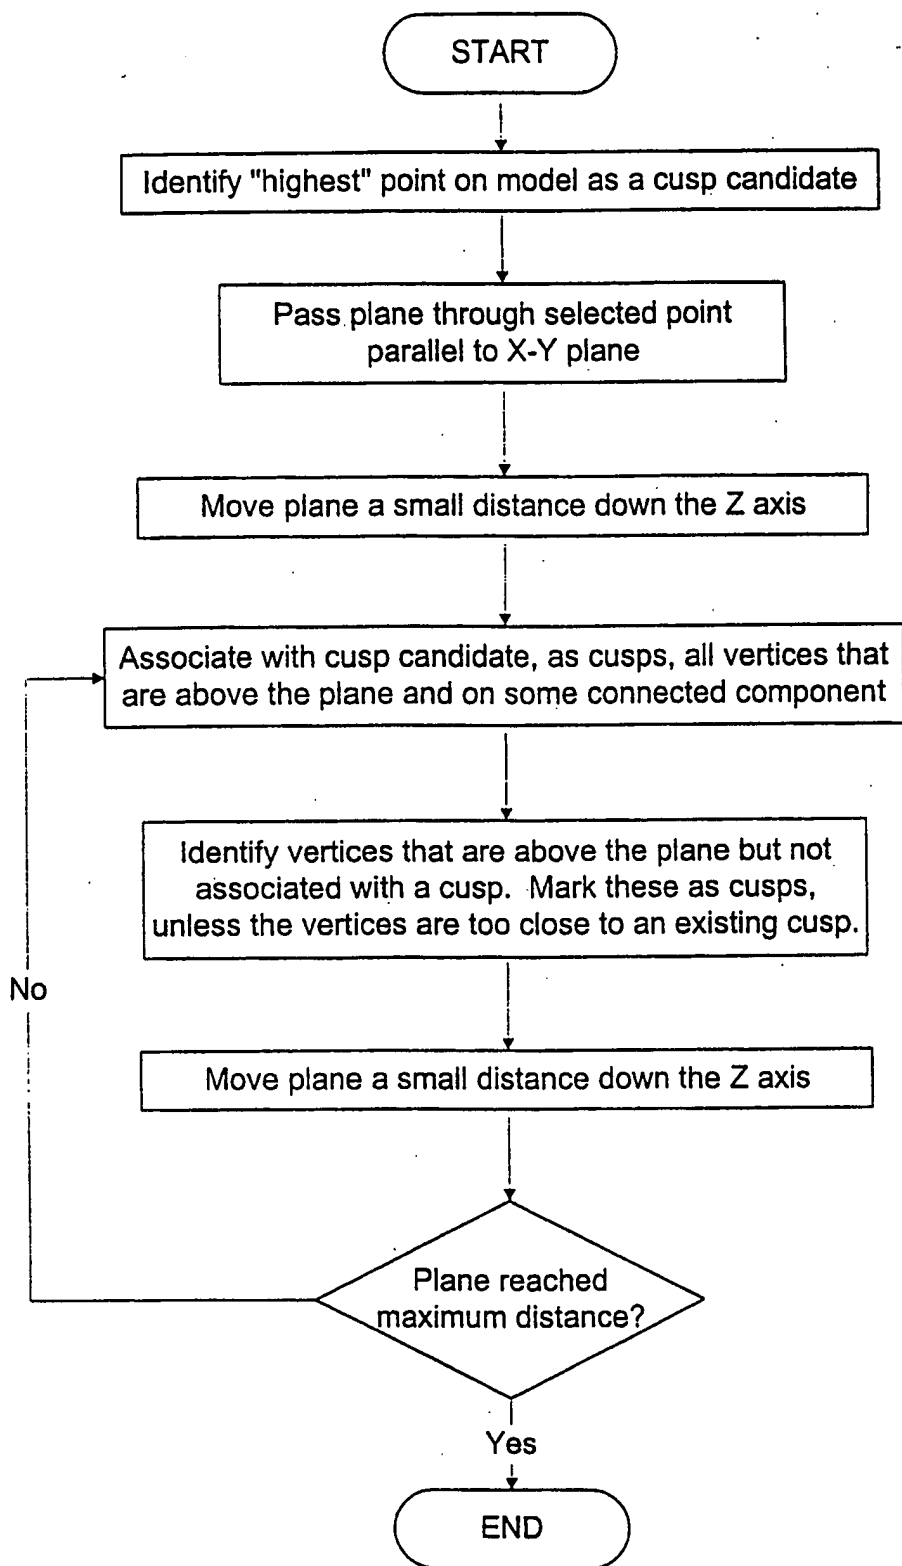 START
Identify "highest" point on model as a cusp candidate
Pass plane through selected point
parallel to X-Y plane
Move plane a small distance down the Z axis
Associate with cusp candidate, as cusps, all vertices that
are above the plane and on some connected component
Identify vertices that are above the plane but not
associated with a cusp. Mark these as cusps,
unless the vertices are too close to an existing cusp.
No
Move plane a small distance down the Z axis
Plane reached
maximum distance?
Yes
END